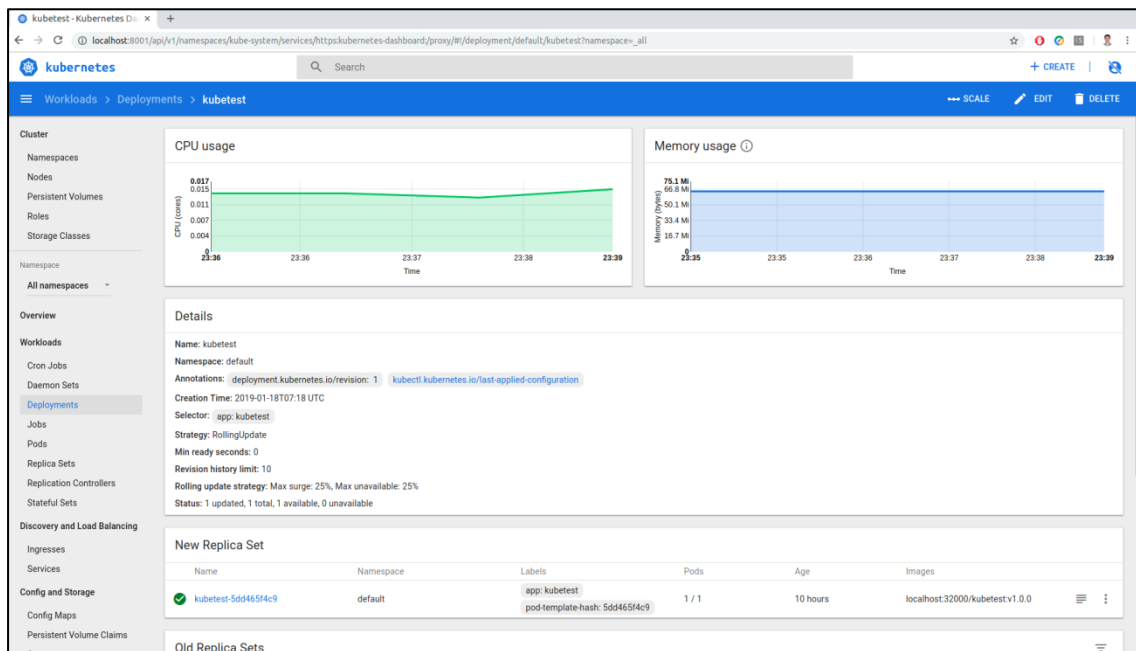 kubetest - Kubernetes Da
localhost:8001/api/v1/namespaces/kube-system/services/https:kubernetes-dashboard:/proxy/#!/deployment/default/kubetest?namespace=_all
kubernetes
Search
+ CREATE
Workloads > Deployments > kubetest
SCALE
EDIT
DELETE
Cluster
Namespaces
Nodes
Persistent Volumes
Roles
Storage Classes
Namespace
All namespaces
Overview
Workloads
Cron Jobs
Daemon Sets
Deployments
Jobs
Pods
Replica Sets
Replication Controllers
Stateful Sets
Discovery and Load Balancing
Ingresses
Services
Config and Storage
Config Maps
Persistent Volume Claims
CPU usage
CPU (cores)
0.017
0.015
0.011
0.007
0.004
0
23:36 23:36 23:37 23:38 23:39
Time
Memory usage
Memory (bytes)
75.1 Mi
66.8 Mi
50.1 Mi
33.4 Mi
16.7 Mi
0
23:35 23:35 23:36 23:37 23:38 23:39
Time
Details
Name: kubetest
Namespace: default
Annotations: deployment.kubernetes.io/revision: 1 kubectl.kubernetes.io/last-applied-configuration
Creation Time: 2019-01-18T07:18 UTC
Selector: app: kubetest
Strategy: RollingUpdate
Min ready seconds: 0
Revision history limit: 10
Rolling update strategy: Max surge: 25%, Max unavailable: 25%
Status: 1 updated, 1 total, 1 available, 0 unavailable
New Replica Set
Name Namespace Labels Pods Age Images
kubetest-5dd465f4c9 default app: kubetest 1 / 1 10 hours localhost:32000/kubetest:v1.0.0
pod-template-hash: 5dd465f4c9
Old Replica Sets